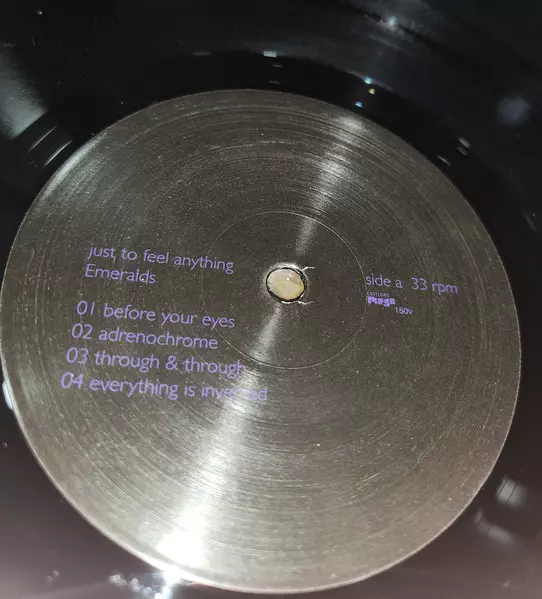 just to feel anything
Emeralds
01 before your eyes
02 adrenochrome
03 through & through
04 everything is inverted
side a 33 rpm
editions
mego
150v